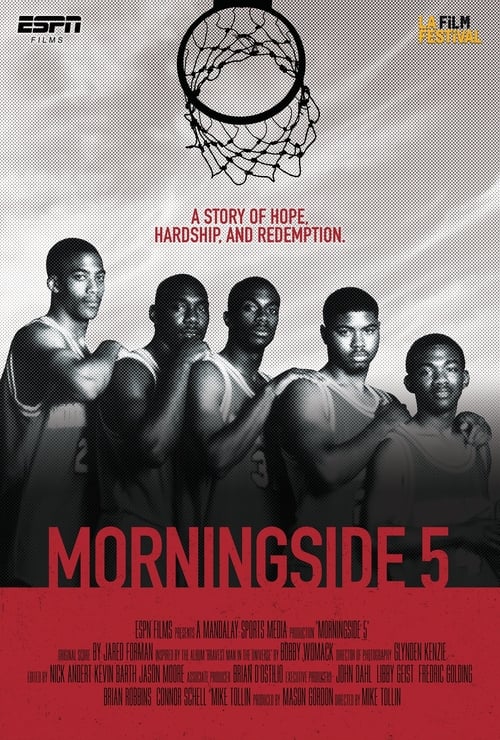 ESPN
FILMS
LA FiLM
FESTIVAL
A STORY OF HOPE,
HARDSHIP, AND REDEMPTION.
2
3
MORNINGSIDE 5
ESPN FILMS PRESENTS A MANDALAY SPORTS MEDIA PRODUCTION "MORNINGSIDE 5"
ORIGINAL SCORE BY JARED FORMAN INSPIRED BY THE ALBUM "BRAVEST MAN IN THE UNIVERSE" BY BOBBY WOMACK DIRECTOR OF PHOTOGRAPHY GLYNDEN KENZIE
EDITED BY NICK ANDERT KEVIN BARTH JASON MOORE ASSOCIATE PRODUCER BRIAN D'OSTILIO EXECUTIVE PRODUCERS JOHN DAHL LIBBY GEIST FREDRIC GOLDING
BRIAN ROBBINS CONNOR SCHELL MIKE TOLLIN PRODUCED BY MASON GORDON DIRECTED BY MIKE TOLLIN